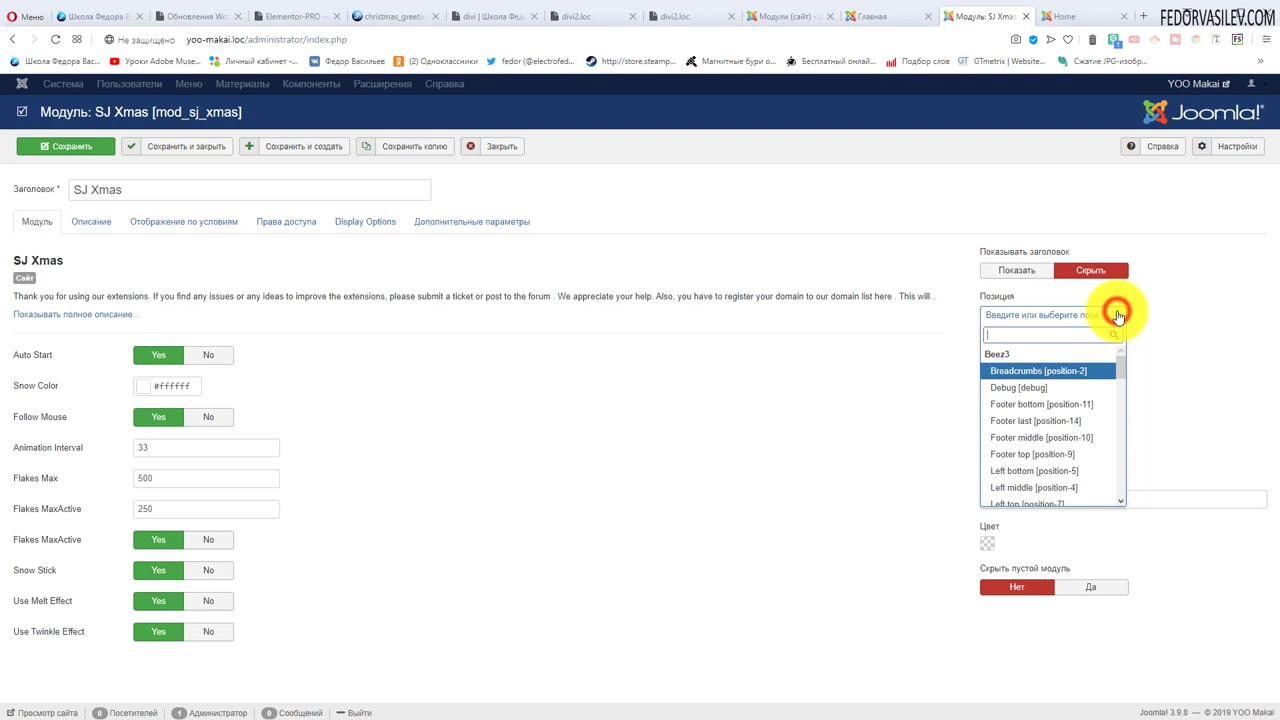 Меню
Школа Федора В
Обновления Wo
Elementor-PRO —
christmas_greetin
divi | Школа Фед
divi2.loc
divi2.loc
Модули (сайт) - \
Главная
Модуль: SJ Xmas
Home
FEDORVASILEV.COM
Не защищено
yoo-makai.loc/administrator/index.php
Школа Федора Вас...
Уроки Adobe Muse...
Личный кабинет -...
Федор Васильев
(2) Одноклассники
fedor (@electrofed...
http://store.steamp...
Магнитные бури о...
Бесплатный онлай...
Подбор слов
GTmetrix | Website...
Сжатие JPG-изобр...
Система
Пользователи
Меню
Материалы
Компоненты
Расширения
Справка
YOO Makai
Модуль: SJ Xmas [mod_sj_xmas]
Joomla!
Сохранить
Сохранить и закрыть
Сохранить и создать
Сохранить копию
Закрыть
Справка
Настройки
Заголовок *
SJ Xmas
Модуль
Описание
Отображение по условиям
Права доступа
Display Options
Дополнительные параметры
SJ Xmas
Сайт
Thank you for using our extensions. If you find any issues or any ideas to improve the extensions, please submit a ticket or post to the forum . We appreciate your help. Also, you have to register your domain to our domain list here . This will...
Показывать полное описание...
Auto Start
Yes
No
Snow Color
#ffffff
Follow Mouse
Yes
No
Animation Interval
33
Flakes Max
500
Flakes MaxActive
250
Flakes MaxActive
Yes
No
Snow Stick
Yes
No
Use Melt Effect
Yes
No
Use Twinkle Effect
Yes
No
Показывать заголовок
Показать
Скрыть
Позиция
Введите или выберите пози
Beez3
Breadcrumbs [position-2]
Debug [debug]
Footer bottom [position-11]
Footer last [position-14]
Footer middle [position-10]
Footer top [position-9]
Left bottom [position-5]
Left middle [position-4]
Left top [position-7]
Цвет
Скрыть пустой модуль
Нет
Да
Просмотр сайта
0 Посетителей
1 Администратор
0 Сообщений
Выйти
Joomla! 3.9.8 — © 2019 YOO Makai